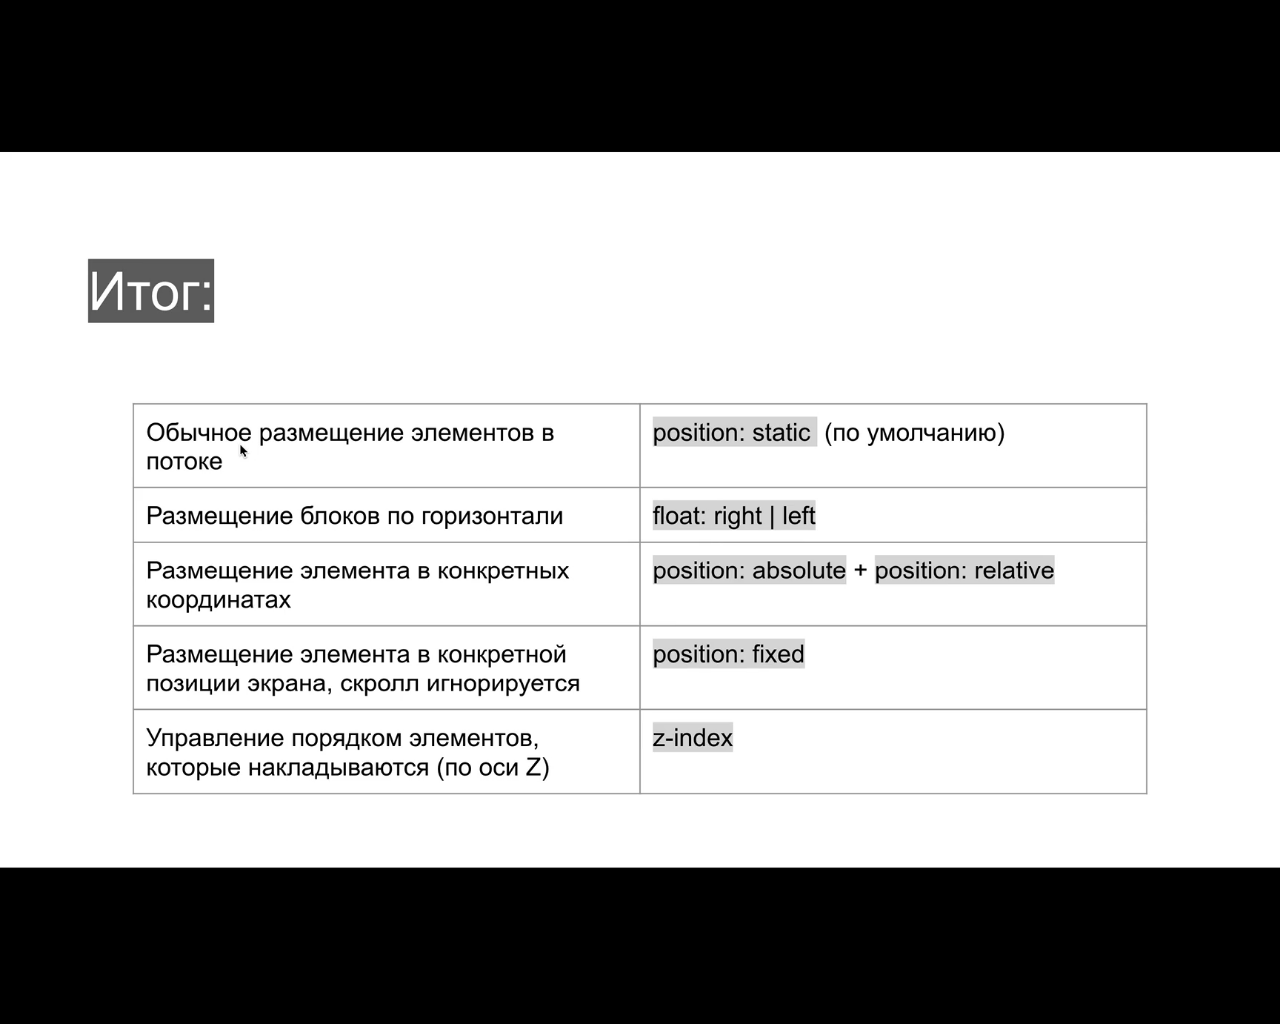 Итог:
Обычное размещение элементов в
потоке
position: static (по умолчанию)
Размещение блоков по горизонтали
float: right | left
Размещение элемента в конкретных
координатах
position: absolute + position: relative
Размещение элемента в конкретной
позиции экрана, скролл игнорируется
position: fixed
Управление порядком элементов,
которые накладываются (по оси Z)
z-index